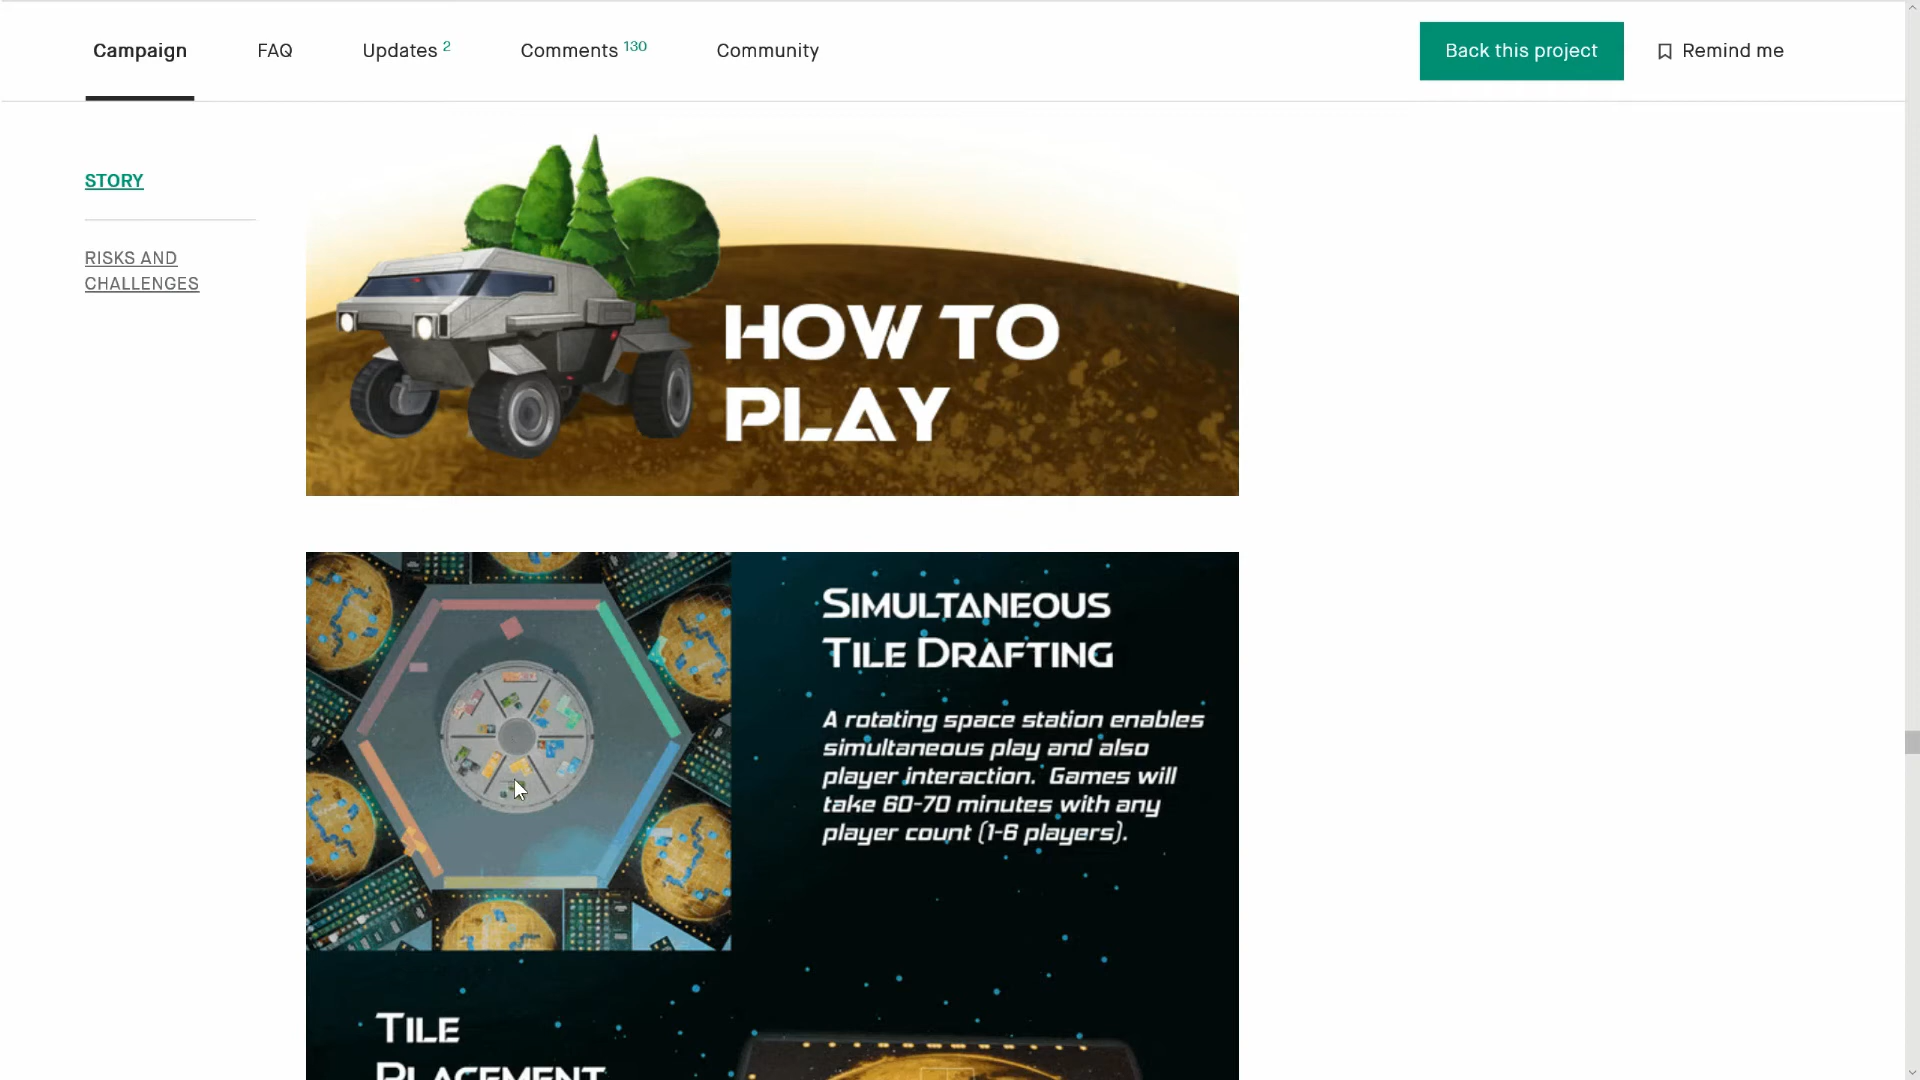 Campaign
FAQ
Updates 2
Comments 130
Community
Back this project
Remind me
STORY
RISKS AND
CHALLENGES
HOW TO
PLAY
SIMULTANEOUS
TILE DRAFTING
A rotating space station enables
simultaneous play and also
player interaction. Games will
take 60-70 minutes with any
player count (1-6 players).
TILE
PLACEMENT